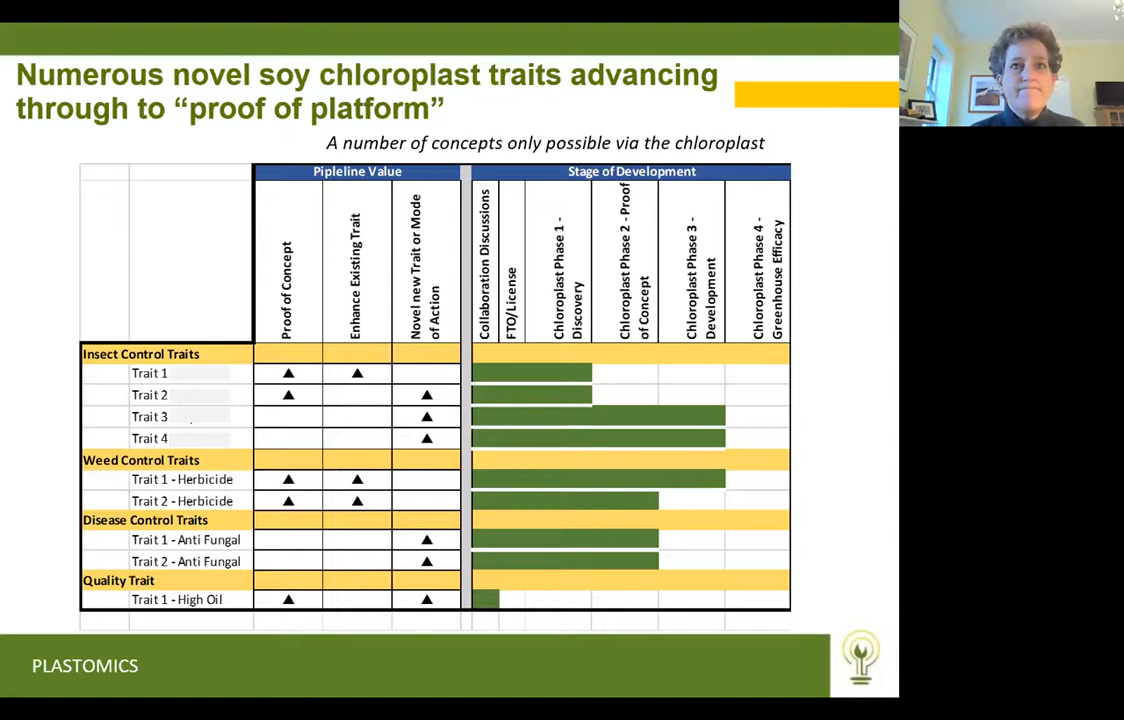 Numerous novel soy chloroplast traits advancing
through to “proof of platform”
A number of concepts only possible via the chloroplast
Pipleline Value
Stage of Development
Proof of Concept
Enhance Existing Trait
Novel new Trait or Mode
of Action
Collaboration Discussions
FTO/License
Chloroplast Phase 1 -
Discovery
Chloroplast Phase 2 - Proof
of Concept
Chloroplast Phase 3 -
Development
Chloroplast Phase 4 -
Greenhouse Efficacy
Insect Control Traits
Trait 1
Trait 2
Trait 3
Trait 4
Weed Control Traits
Trait 1 - Herbicide
Trait 2 - Herbicide
Disease Control Traits
Trait 1 - Anti Fungal
Trait 2 - Anti Fungal
Quality Trait
Trait 1 - High Oil
PLASTOMICS